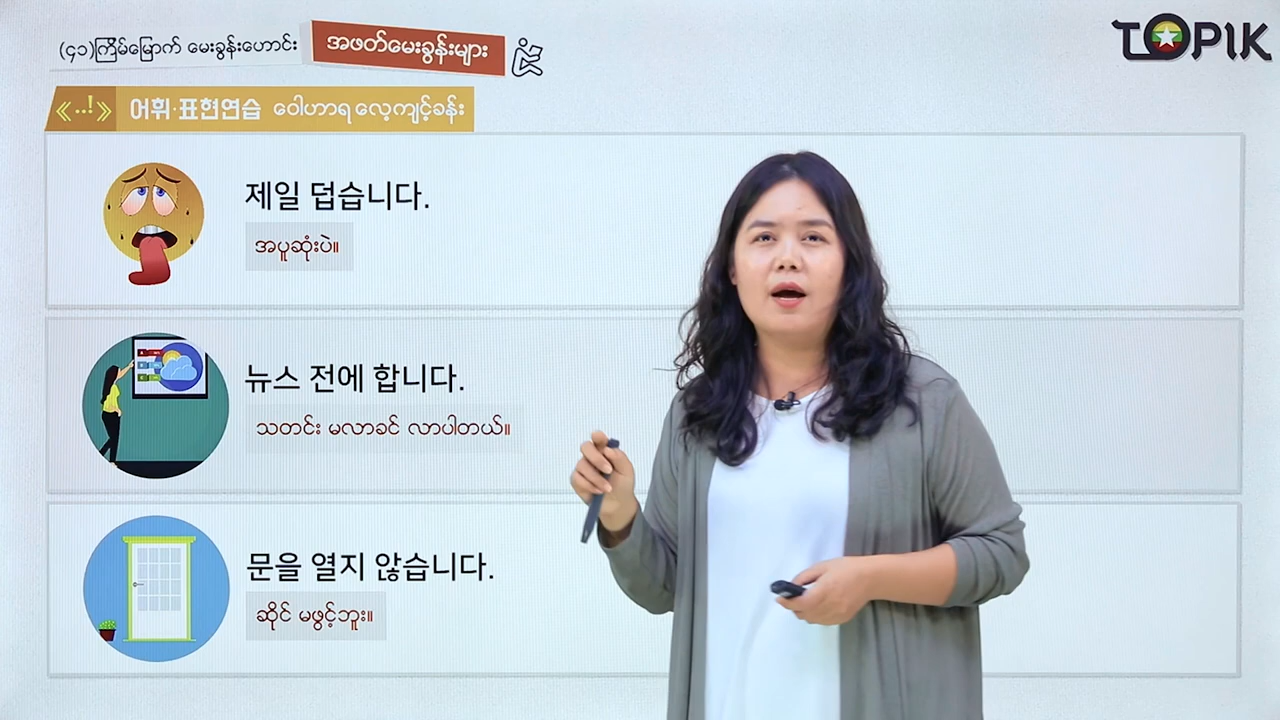 (၄၁)ကြိမ်မြောက် မေးခွန်းဟောင်း အဖတ်မေးခွန်းများ
TOPIK
어휘·표현연습 ဝေါဟာရ လေ့ကျင့်ခန်း
제일 덥습니다.
အပူဆုံးပဲ။
뉴스 전에 합니다.
သတင်း မလာခင် လာပါတယ်။
문을 열지 않습니다.
ဆိုင် မဖွင့်ဘူး။